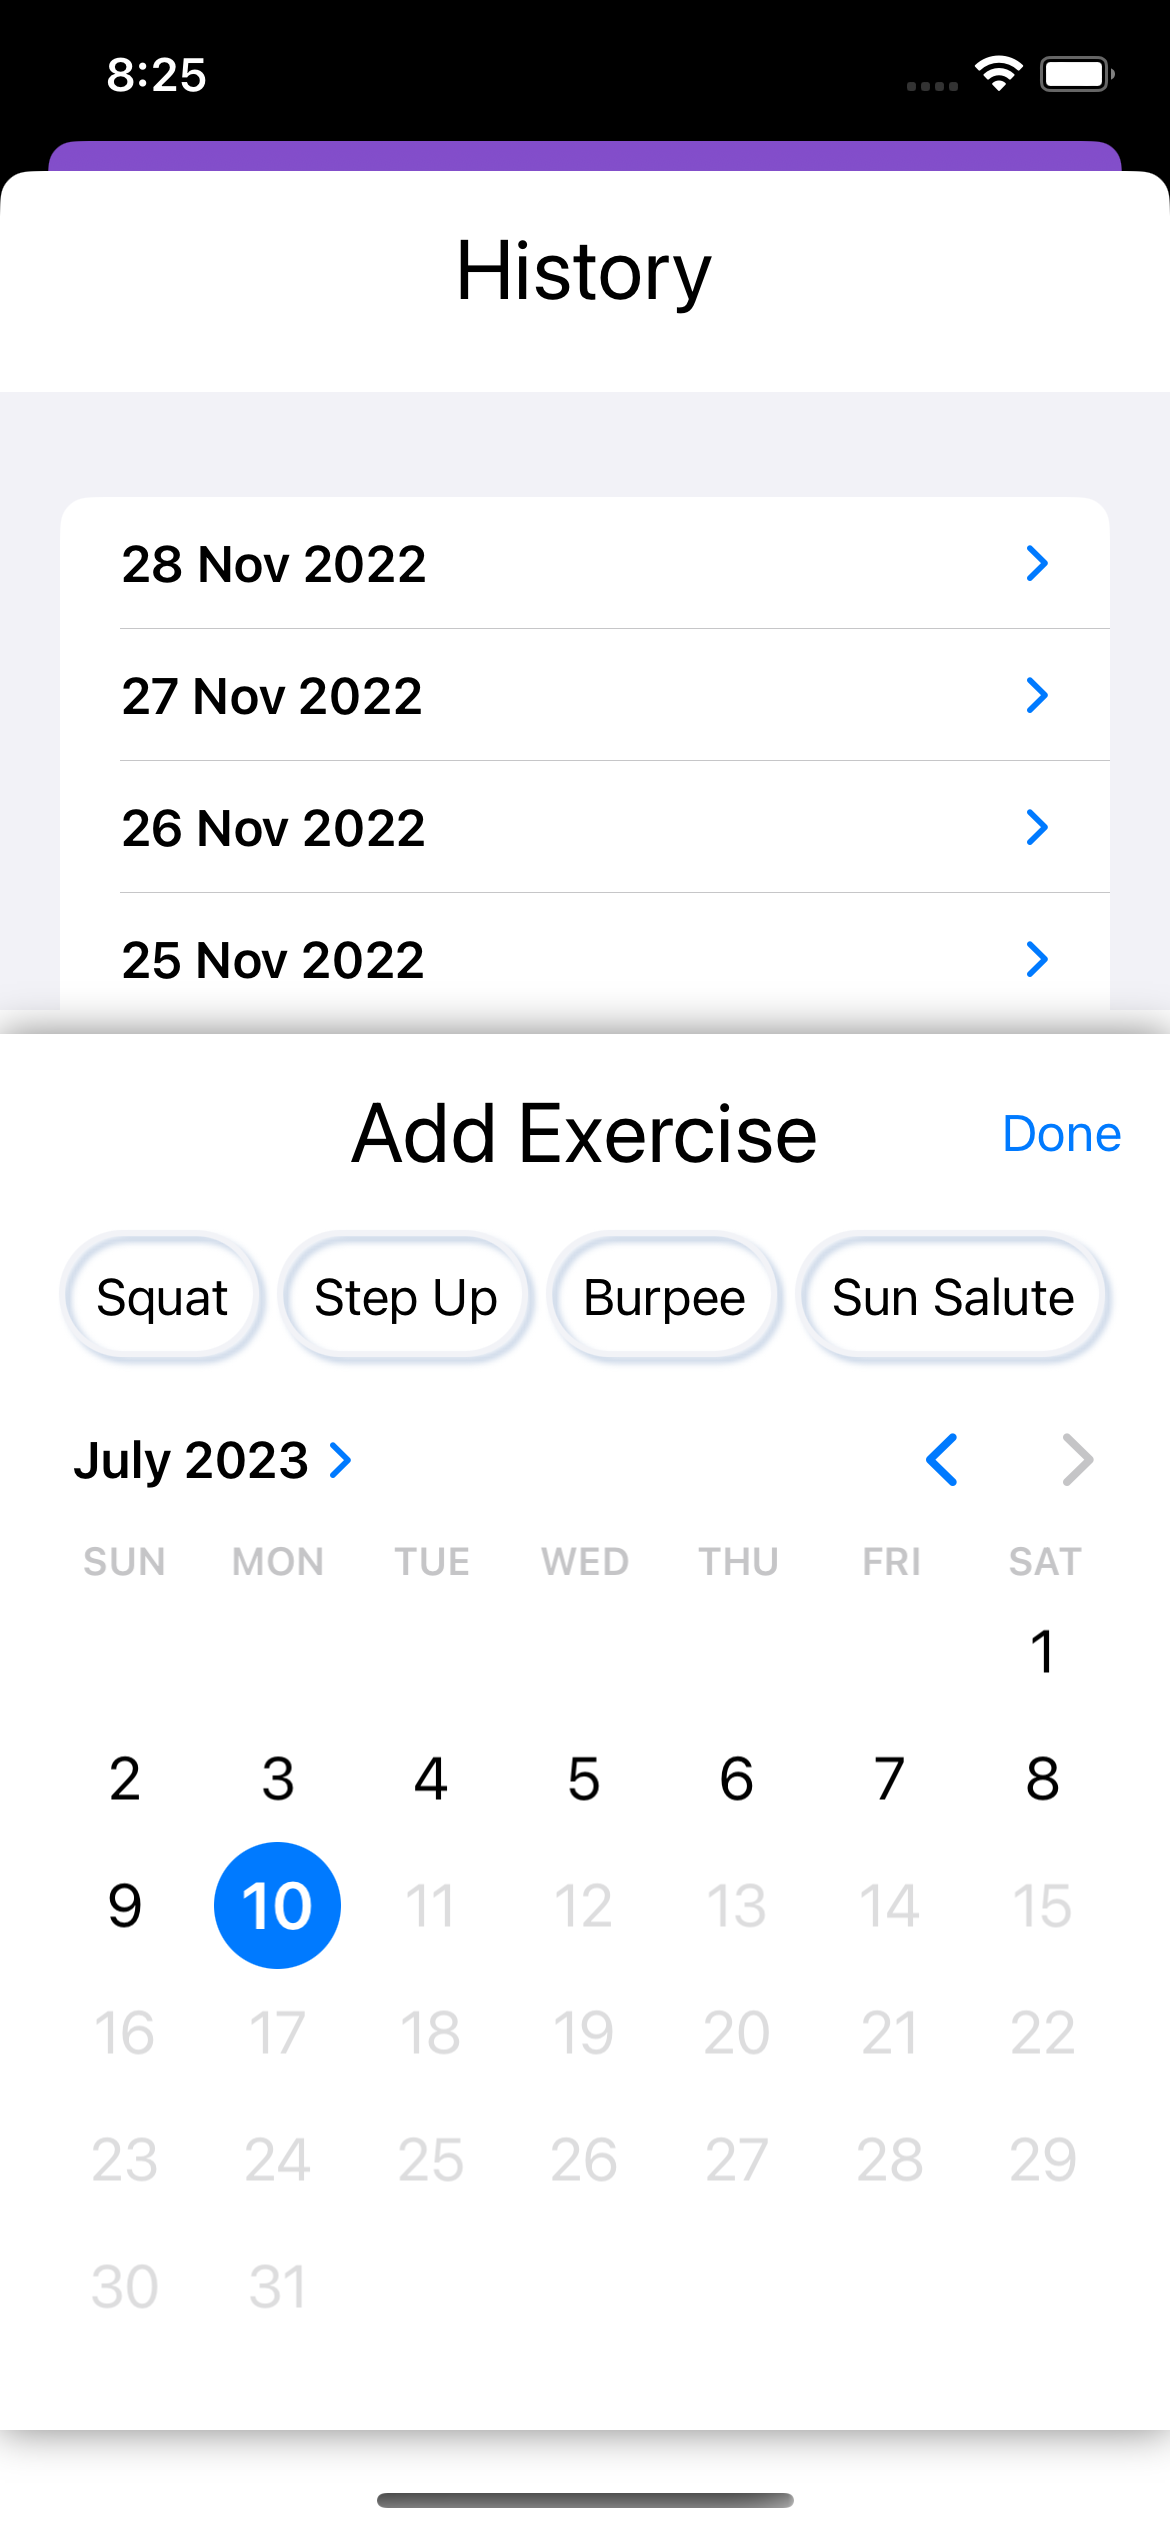 8:25
History
28 Nov 2022
27 Nov 2022
26 Nov 2022
25 Nov 2022
Add Exercise Done
Squat Step Up Burpee Sun Salute
July 2023
SUN MON TUE WED THU FRI SAT
1
2 3 4 5 6 7 8
9 10 11 12 13 14 15
16 17 18 19 20 21 22
23 24 25 26 27 28 29
30 31